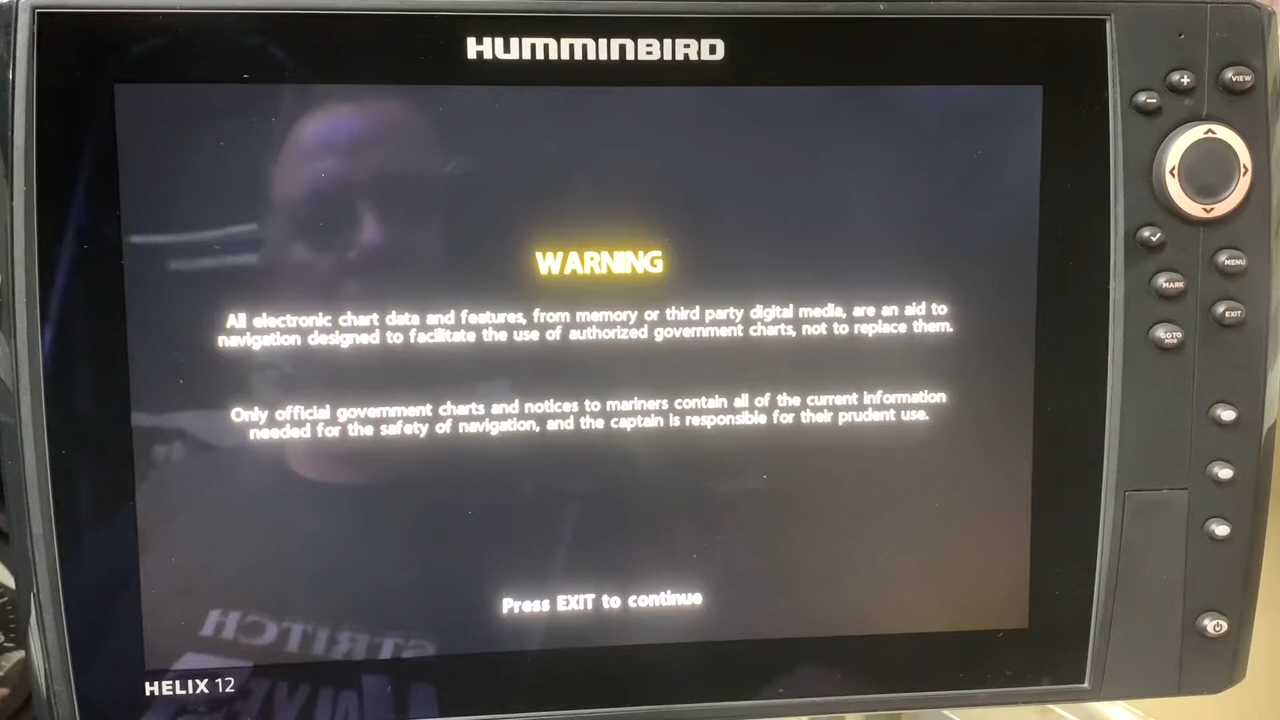 HUMMINBIRD
VIEW
WARNING
All electronic chart data and features, from memory or third party digital media, are an aid to
navigation designed to facilitate the use of authorized government charts, not to replace them.
Only official government charts and notices to mariners contain all of the current information
needed for the safety of navigation, and the captain is responsible for their prudent use.
Press EXIT to continue
MENU
MARK
EXIT
GO TO
MOB
STRITCH
HELIX 12